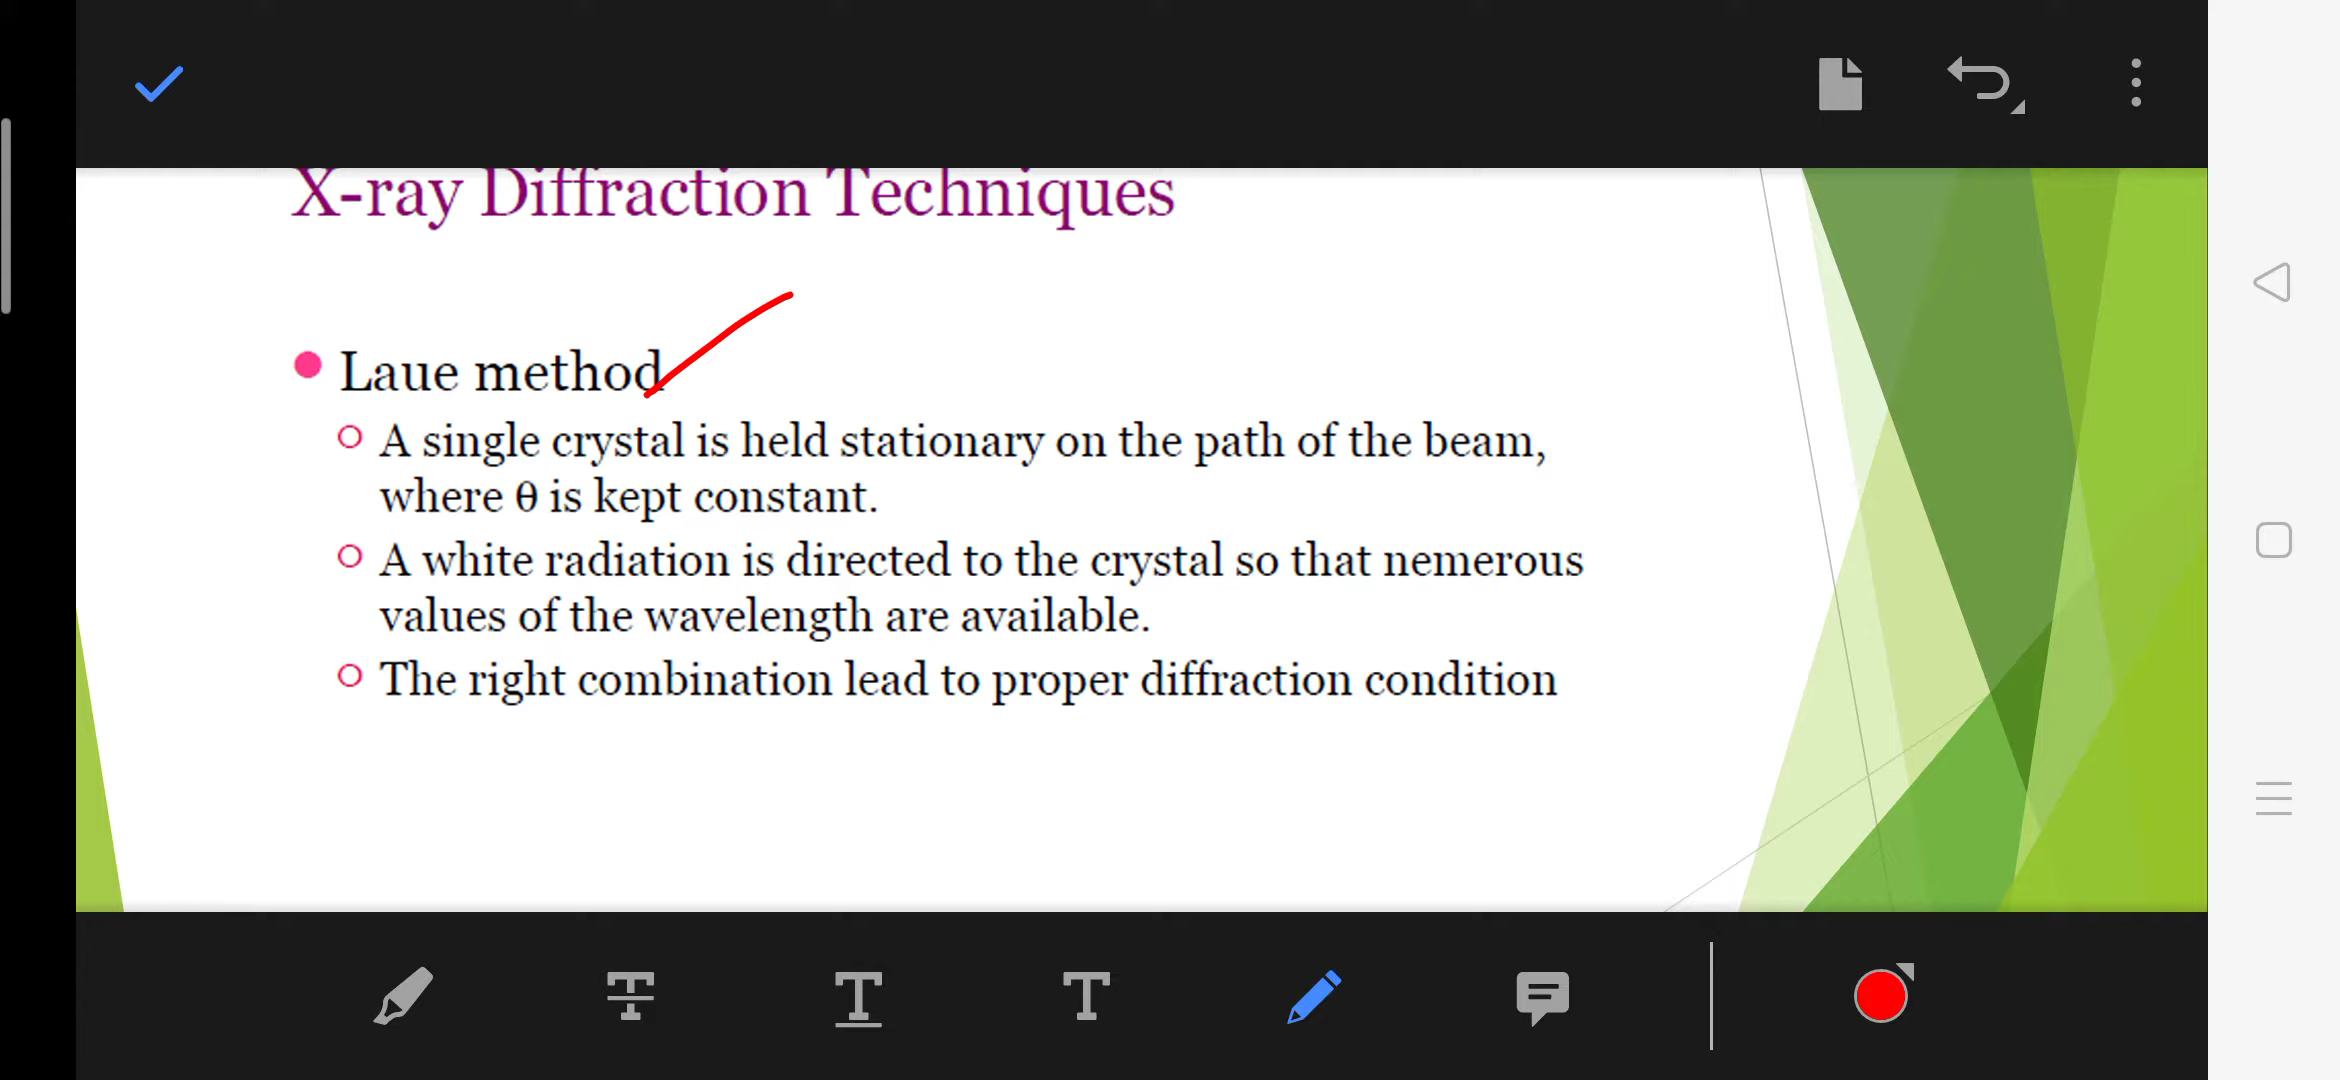 X-ray Diffraction Techniques
Laue method
A single crystal is held stationary on the path of the beam,
where θ is kept constant.
A white radiation is directed to the crystal so that nemerous
values of the wavelength are available.
The right combination lead to proper diffraction condition